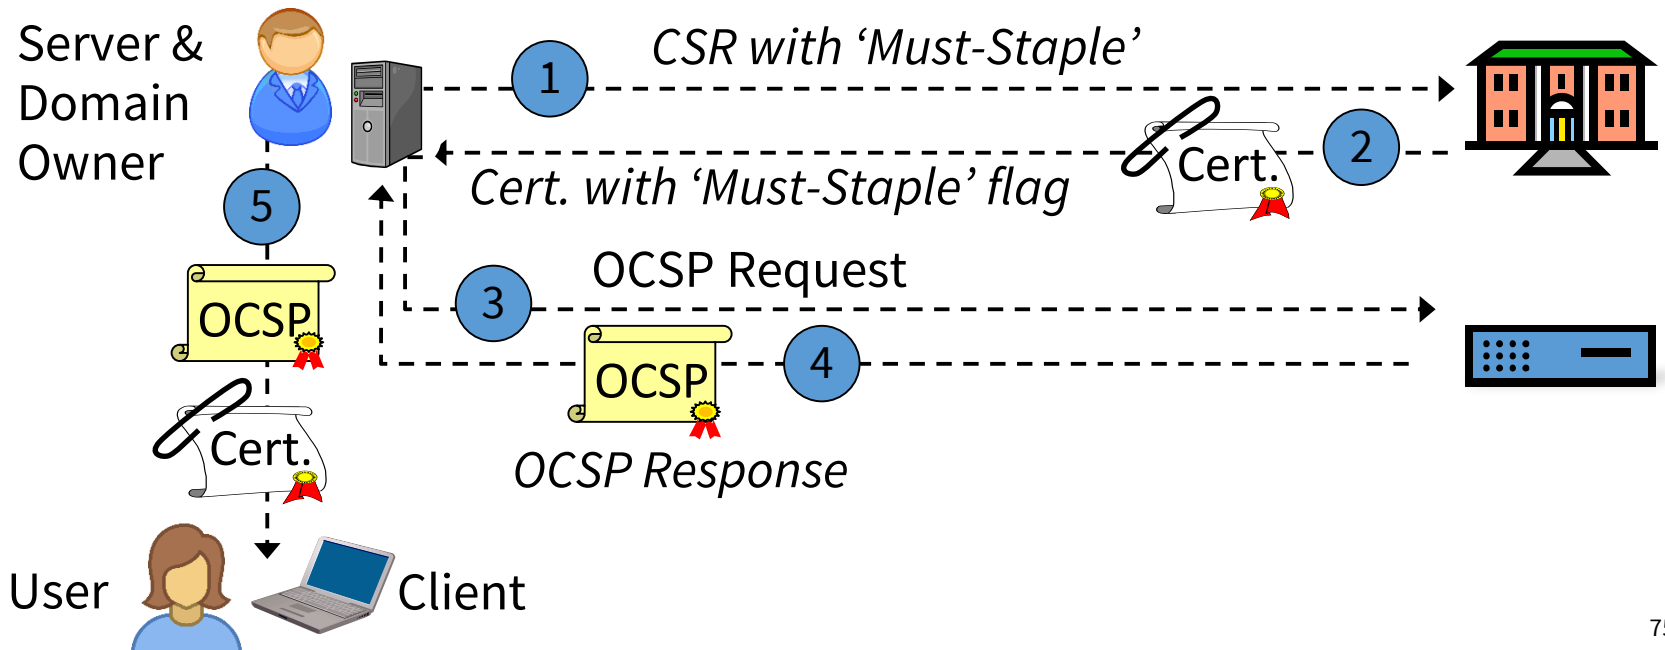 Server &
Domain
Owner
1
CSR with ‘Must-Staple’
2
Cert.
Cert. with ‘Must-Staple’ flag
5
OCSP
3
OCSP Request
4
OCSP
OCSP Response
Cert.
User
Client